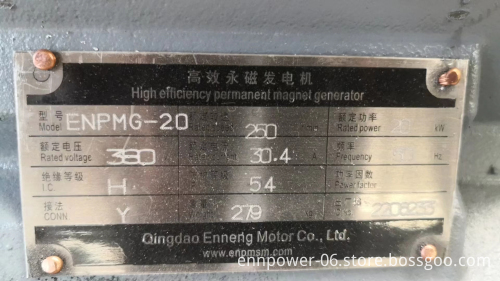 高效永磁发电机
High efficiency permanent magnet generator
型号 额定功率
Model ENPMG-20 250 Rated power kW
额定电压 频率
Rated voltage 380 30.4 A Frequency Hz
绝缘等级 功率因数
I.C. H 54 Power factor
接法
CONN Y 279
Qingdao Enneng Motor Co., Ltd.
www.enpmsm.com
ennpower-06.store.bossgoo.com